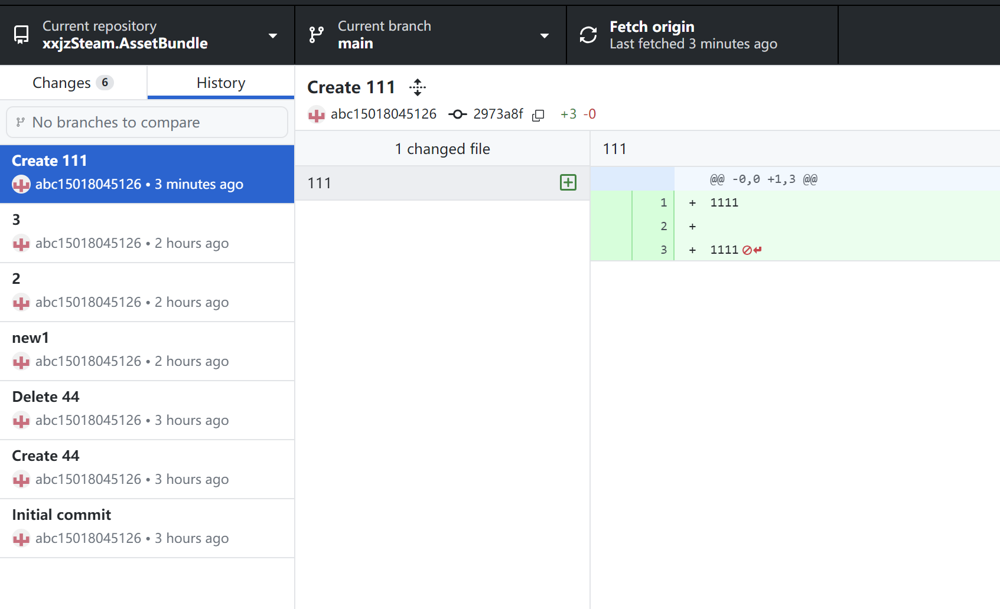 Current repository
xxjzSteam.AssetBundle
Current branch
main
Fetch origin
Last fetched 3 minutes ago
Changes 6
History
No branches to compare
Create 111
abc15018045126 • 3 minutes ago
3
abc15018045126 • 2 hours ago
2
abc15018045126 • 2 hours ago
new1
abc15018045126 • 2 hours ago
Delete 44
abc15018045126 • 3 hours ago
Create 44
abc15018045126 • 3 hours ago
Initial commit
abc15018045126 • 3 hours ago
Create 111
abc15018045126 2973a8f +3 -0
1 changed file
111
111
@@ -0,0 +1,3 @@
1 + 1111
2 +
3 + 1111